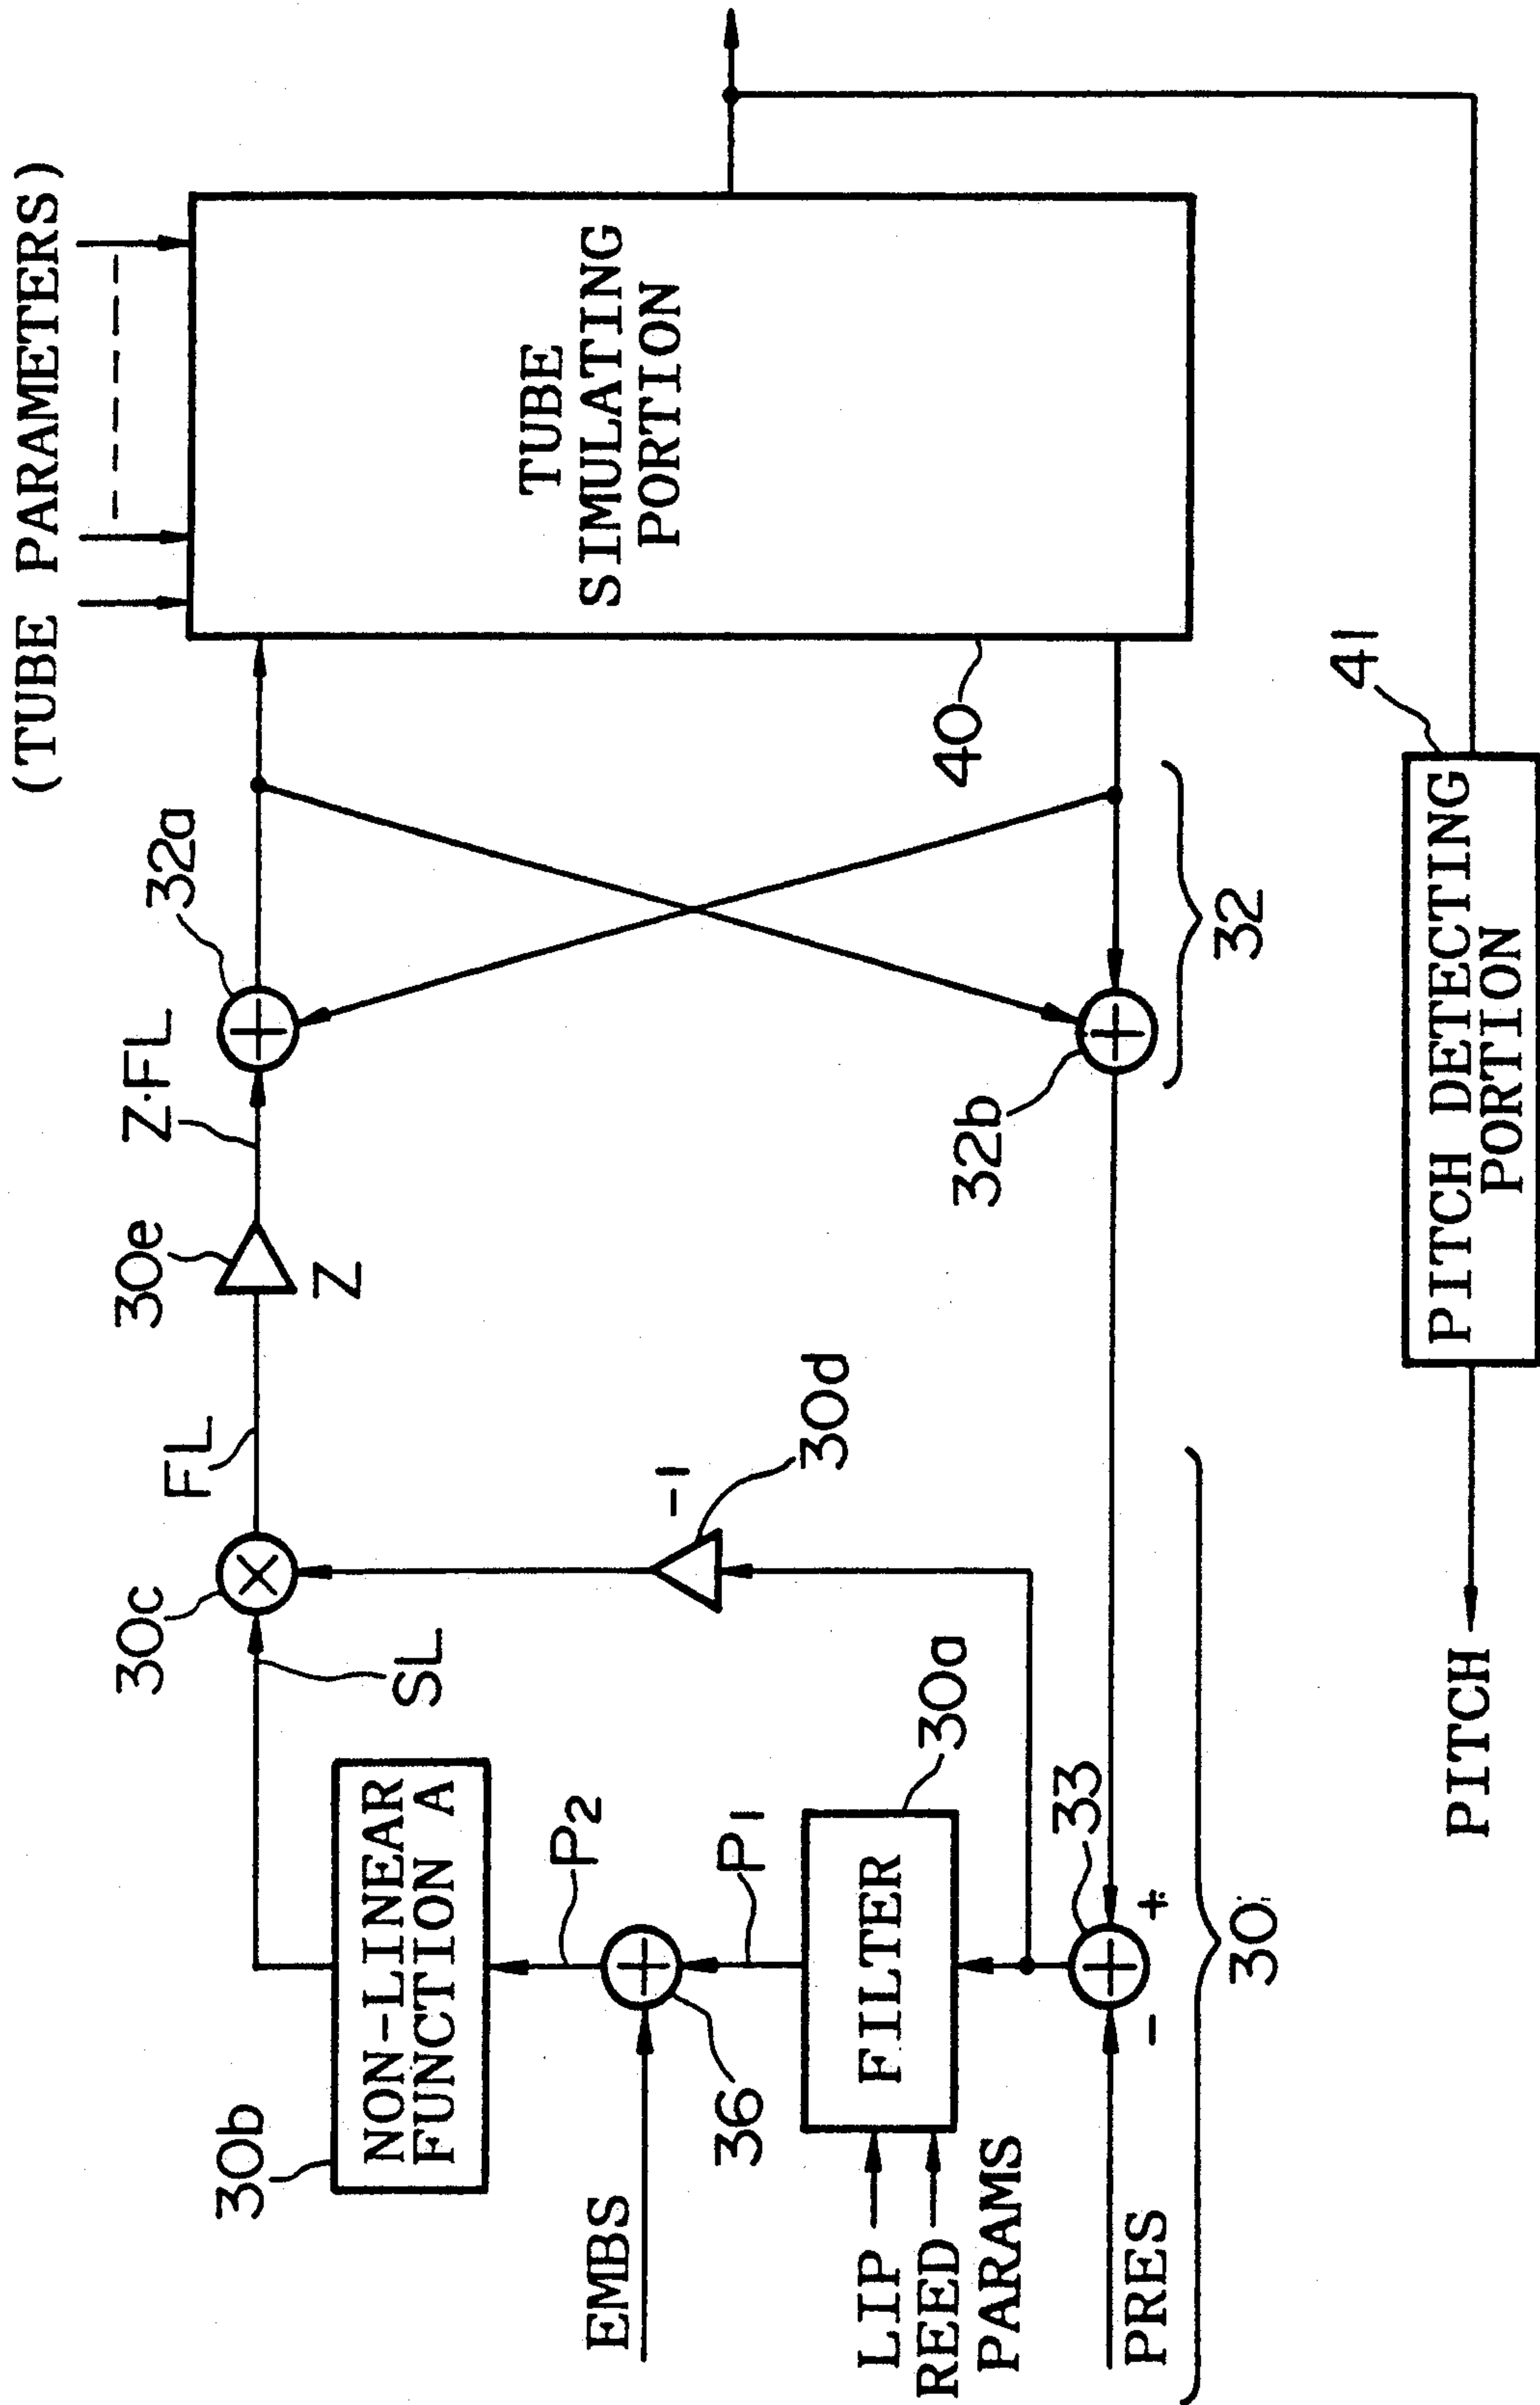 (TUBE PARAMETERS)
30b
NON-LINEAR
FUNCTION A
30c
SL
FL
30e
Z
Z·FL
32a
TUBE
SIMULATING
PORTION
EMBS
36
P2
P1
-1
30d
LIP
REED
PARAMS
FILTER
30a
32b
40
PRES
-
+
33
30
32
41
PITCH
PITCH DETECTING
PORTION